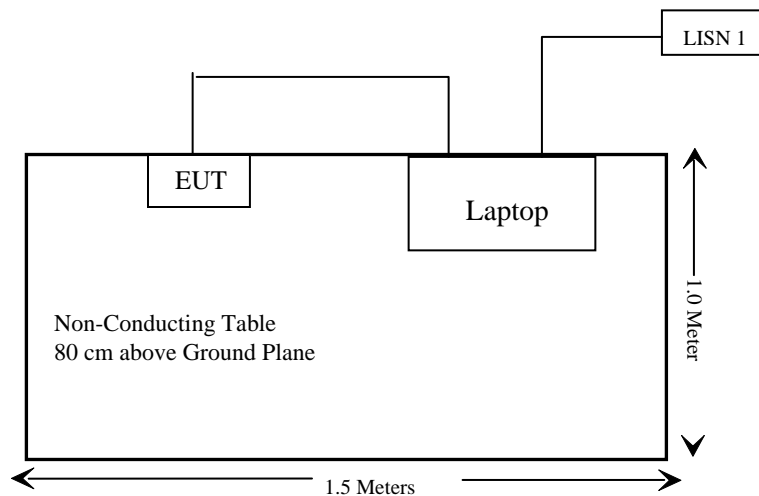 LISN 1
EUT
Laptop
1.0 Meter
Non-Conducting Table
80 cm above Ground Plane
1.5 Meters